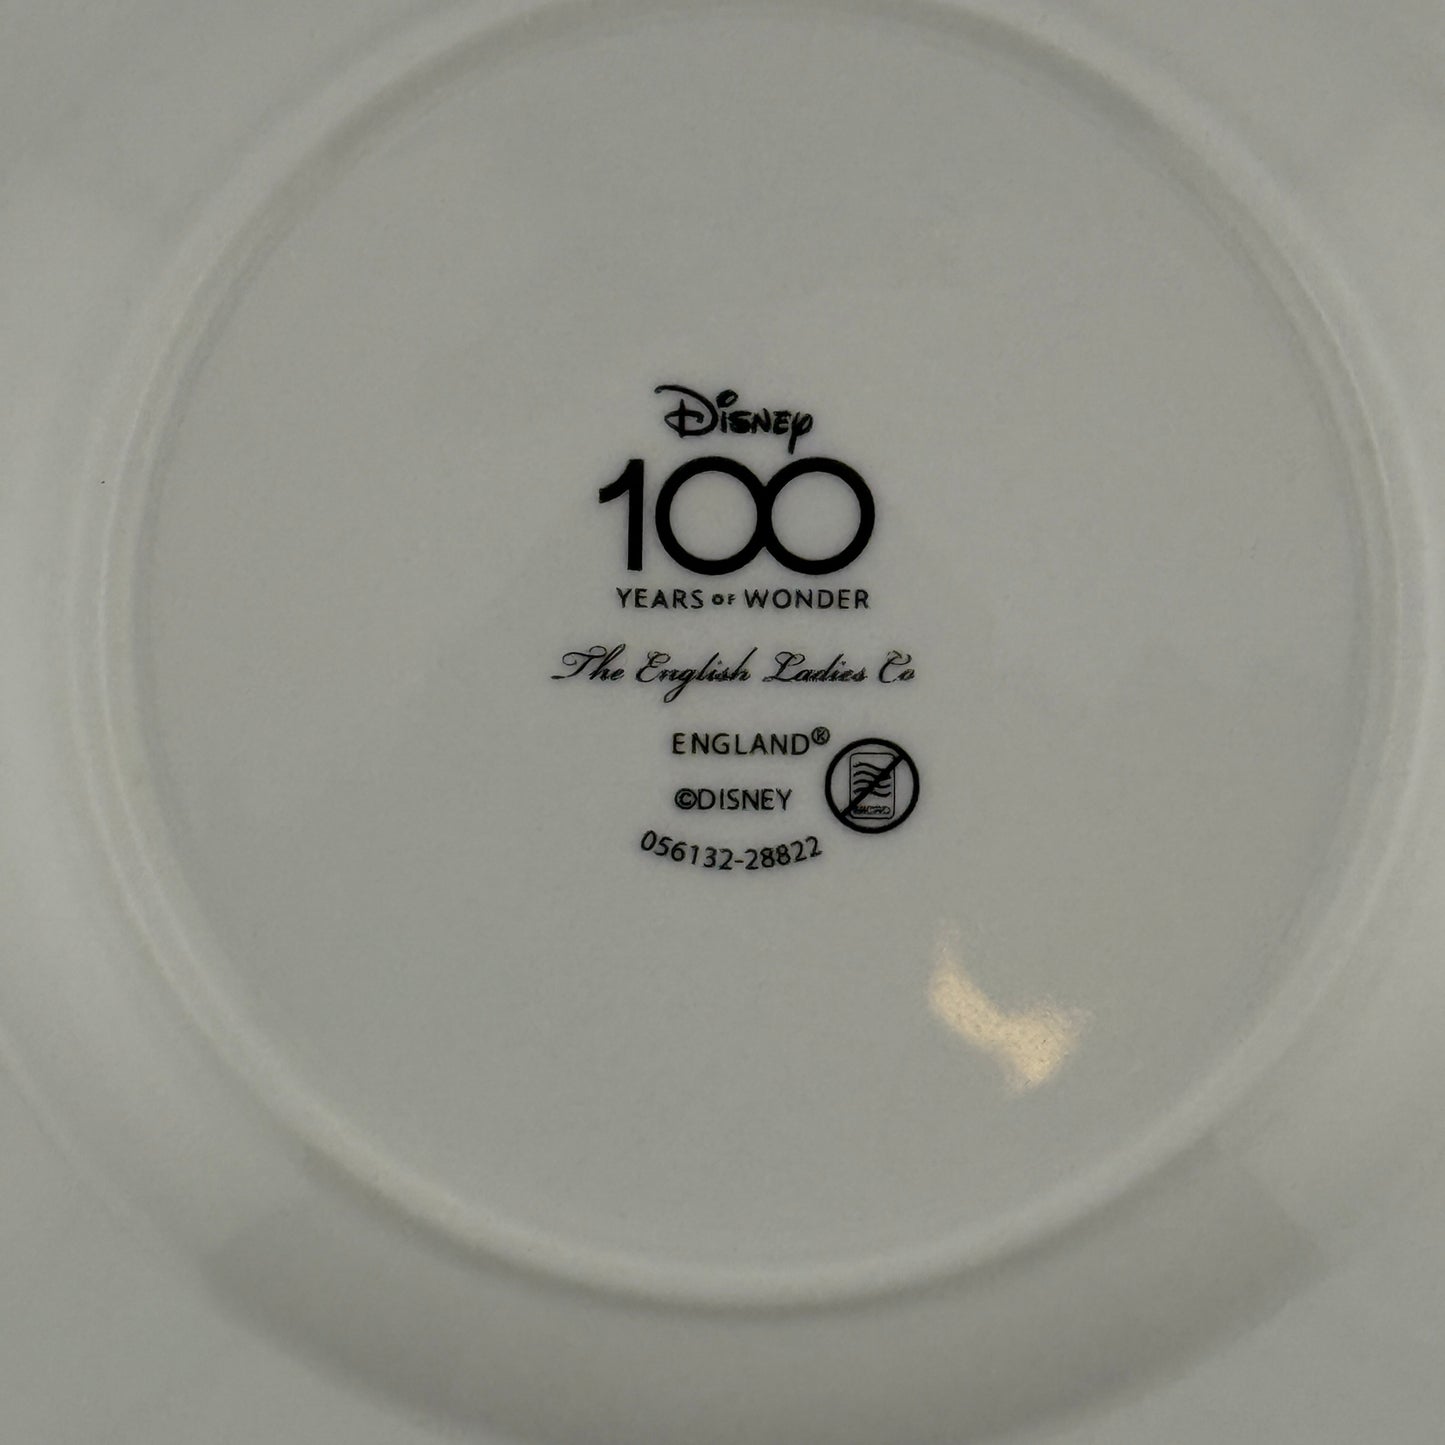 Disney
100
YEARS OF WONDER
The English Ladies Co
ENGLAND®
©DISNEY
056132-28822